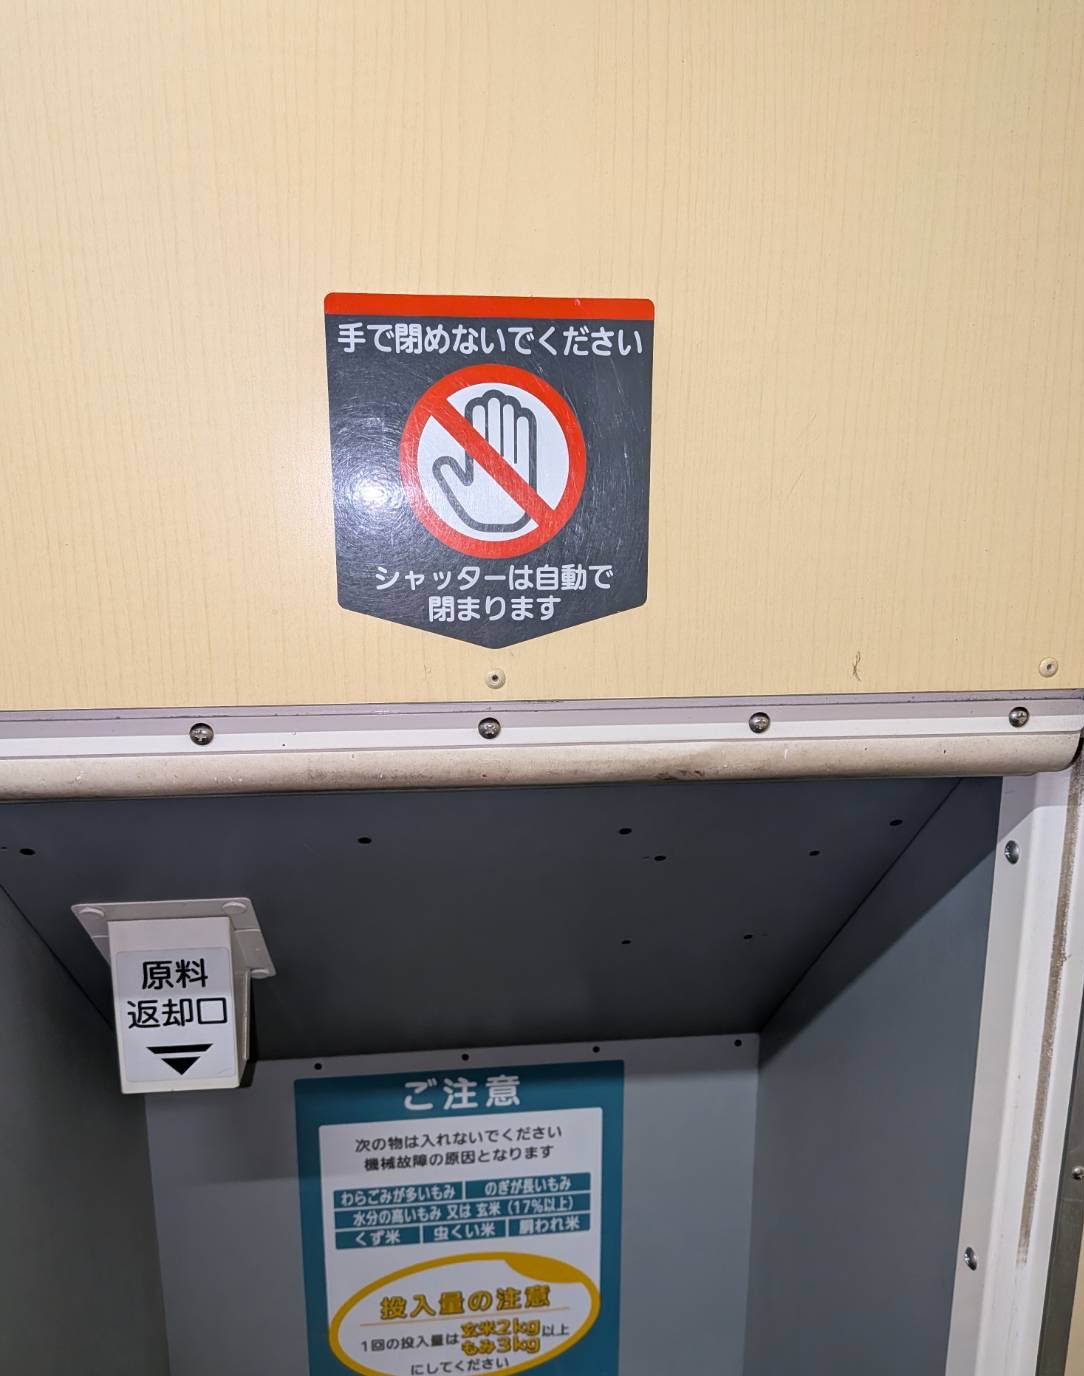 手で閉めないでください
シャッターは自動で
閉まります
原料
返却口
ご注意
次の物は入れないでください
機械故障の原因となります
わらごみが多いもみ
のぎが長いもみ
水分の高いもみ 又は 玄米(17%以上)
くず米
虫くい米
胴われ米
投入量の注意
1回の投入量は玄米2kg以上
もみ3kg
にしてください